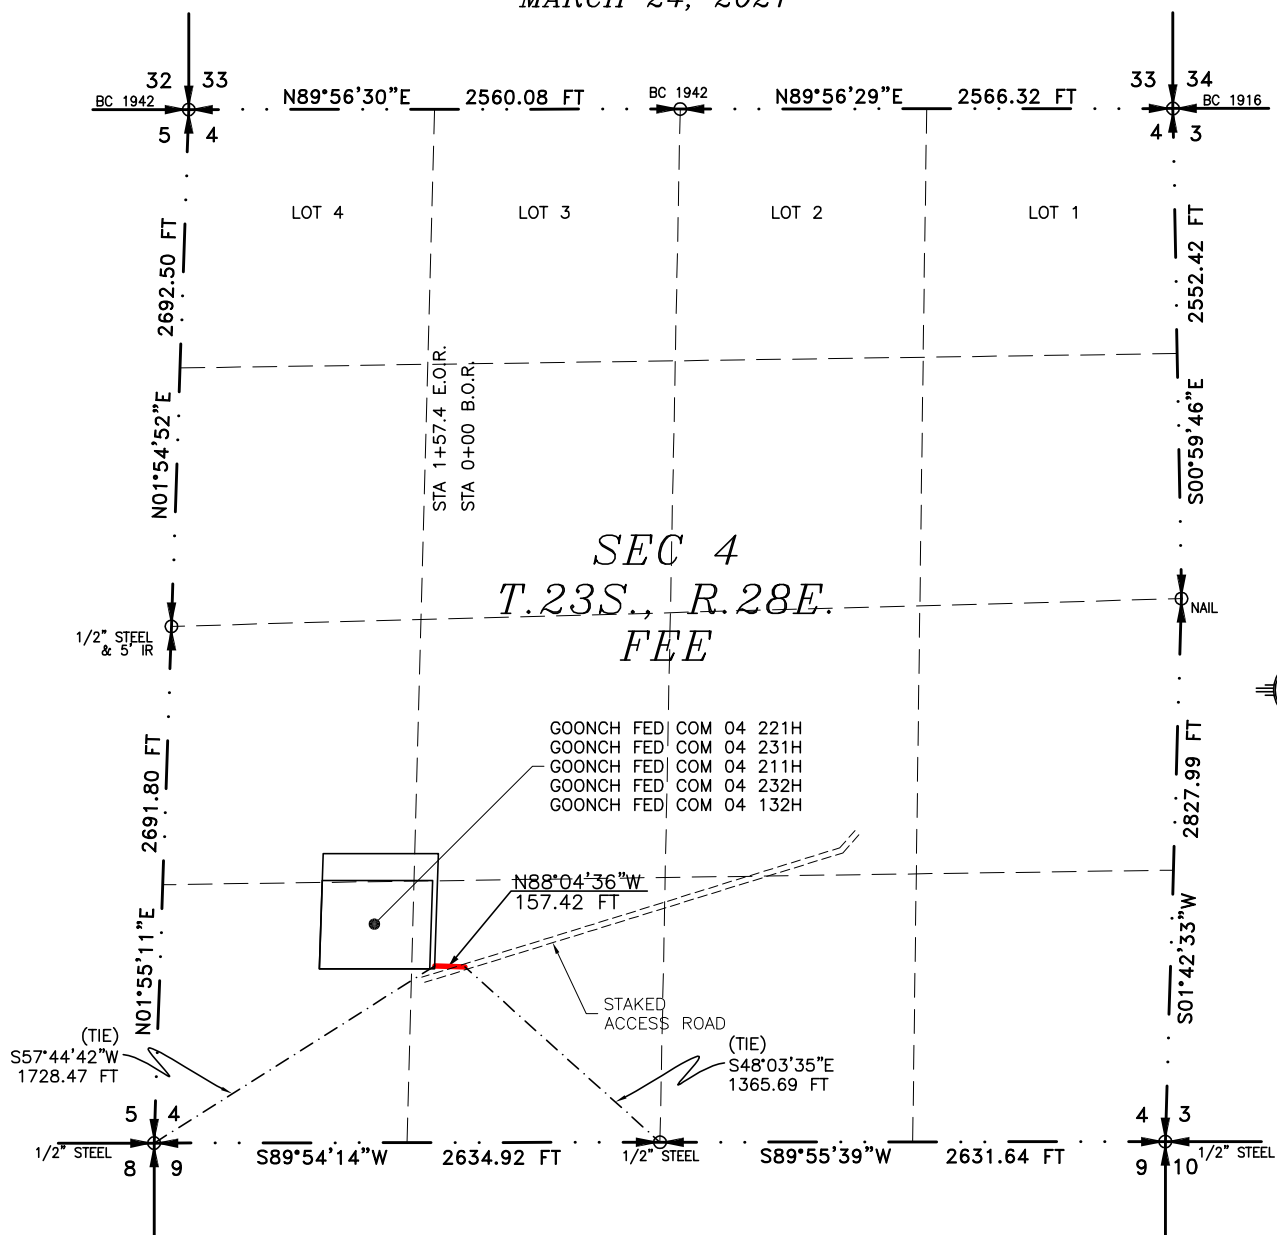 MARCH 24, 2021
32 33
33 34
BC 1942
N89°56'30"E 2560.08 FT
BC 1942
N89°56'29"E 2566.32 FT
BC 1916
5 4
4 3
LOT 4
LOT 3
LOT 2
LOT 1
2692.50 FT
N01°54'52"E
2552.42 FT
S00°59'46"E
STA 1+57.4 E.O.R.
STA 0+00 B.O.R.
SEC 4
T.23S., R.28E.
FEE
1/2" STEEL
& 5' IR
NAIL
GOONCH FED COM 04 221H
GOONCH FED COM 04 231H
GOONCH FED COM 04 211H
GOONCH FED COM 04 232H
GOONCH FED COM 04 132H
2691.80 FT
N01°55'11"E
2827.99 FT
S01°42'33"W
N88°04'36"W
157.42 FT
STAKED
ACCESS ROAD
(TIE)
S57°44'42"W
1728.47 FT
(TIE)
S48°03'35"E
1365.69 FT
5 4
4 3
1/2" STEEL
S89°54'14"W 2634.92 FT
1/2" STEEL
S89°55'39"W 2631.64 FT
1/2" STEEL
8 9
9 10